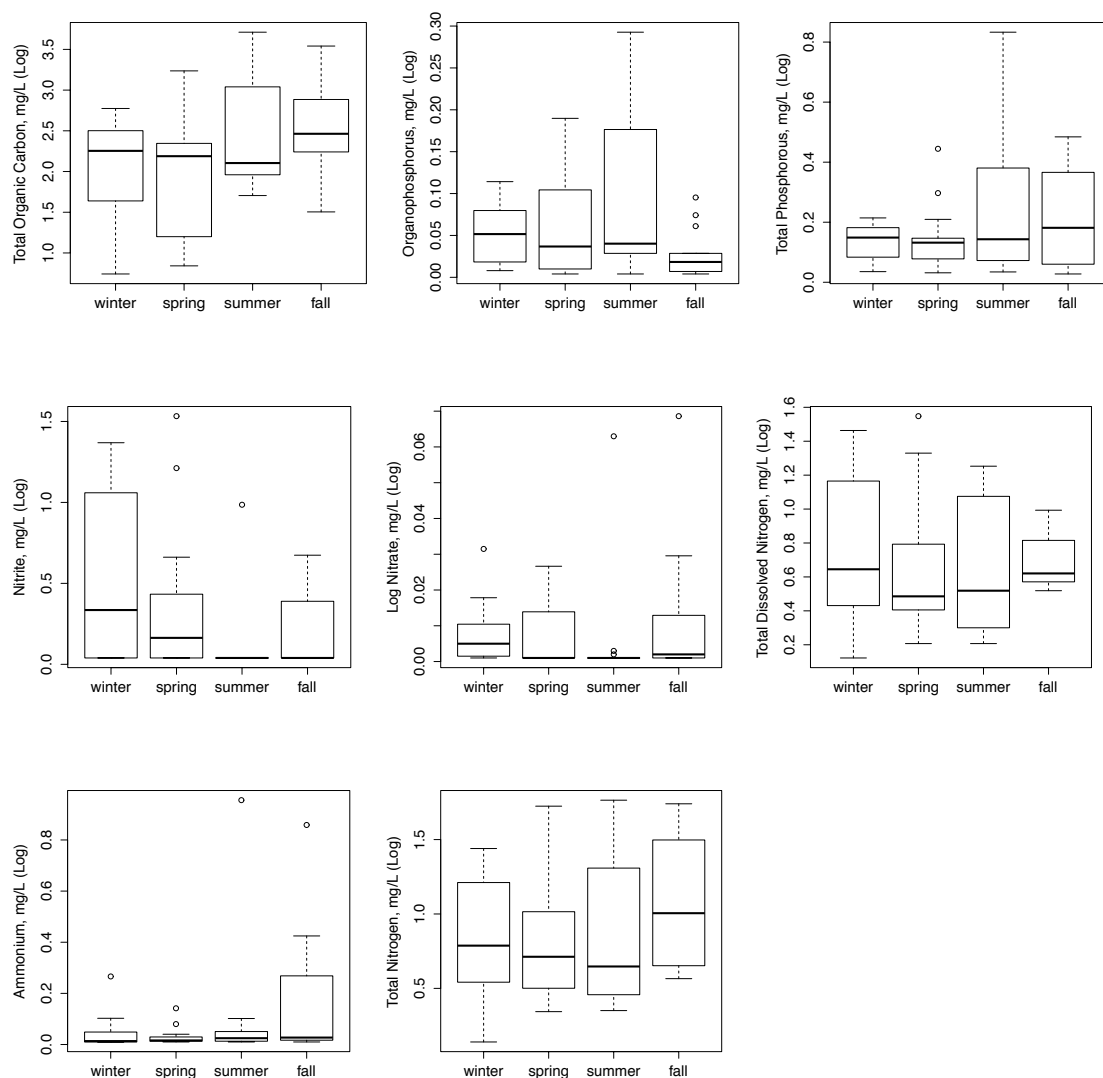 Total Organic Carbon, mg/L (Log)
3.5
3.0
2.5
2.0
1.5
1.0
winter spring summer fall
Organophosphorus, mg/L (Log)
0.30
0.20
0.15
0.10
0.05
0.00
winter spring summer fall
Total Phosphorous, mg/L (Log)
0.8
0.6
0.4
0.2
0.0
winter spring summer fall
Nitrite, mg/L (Log)
1.5
1.0
0.5
0.0
winter spring summer fall
Log Nitrate, mg/L (Log)
0.06
0.04
0.02
0.00
winter spring summer fall
Total Dissolved Nitrogen, mg/L (Log)
1.6
1.4
1.2
1.0
0.8
0.6
0.4
0.2
winter spring summer fall
Ammonium, mg/L (Log)
0.8
0.6
0.4
0.2
0.0
winter spring summer fall
Total Nitrogen, mg/L (Log)
1.5
1.0
0.5
winter spring summer fall